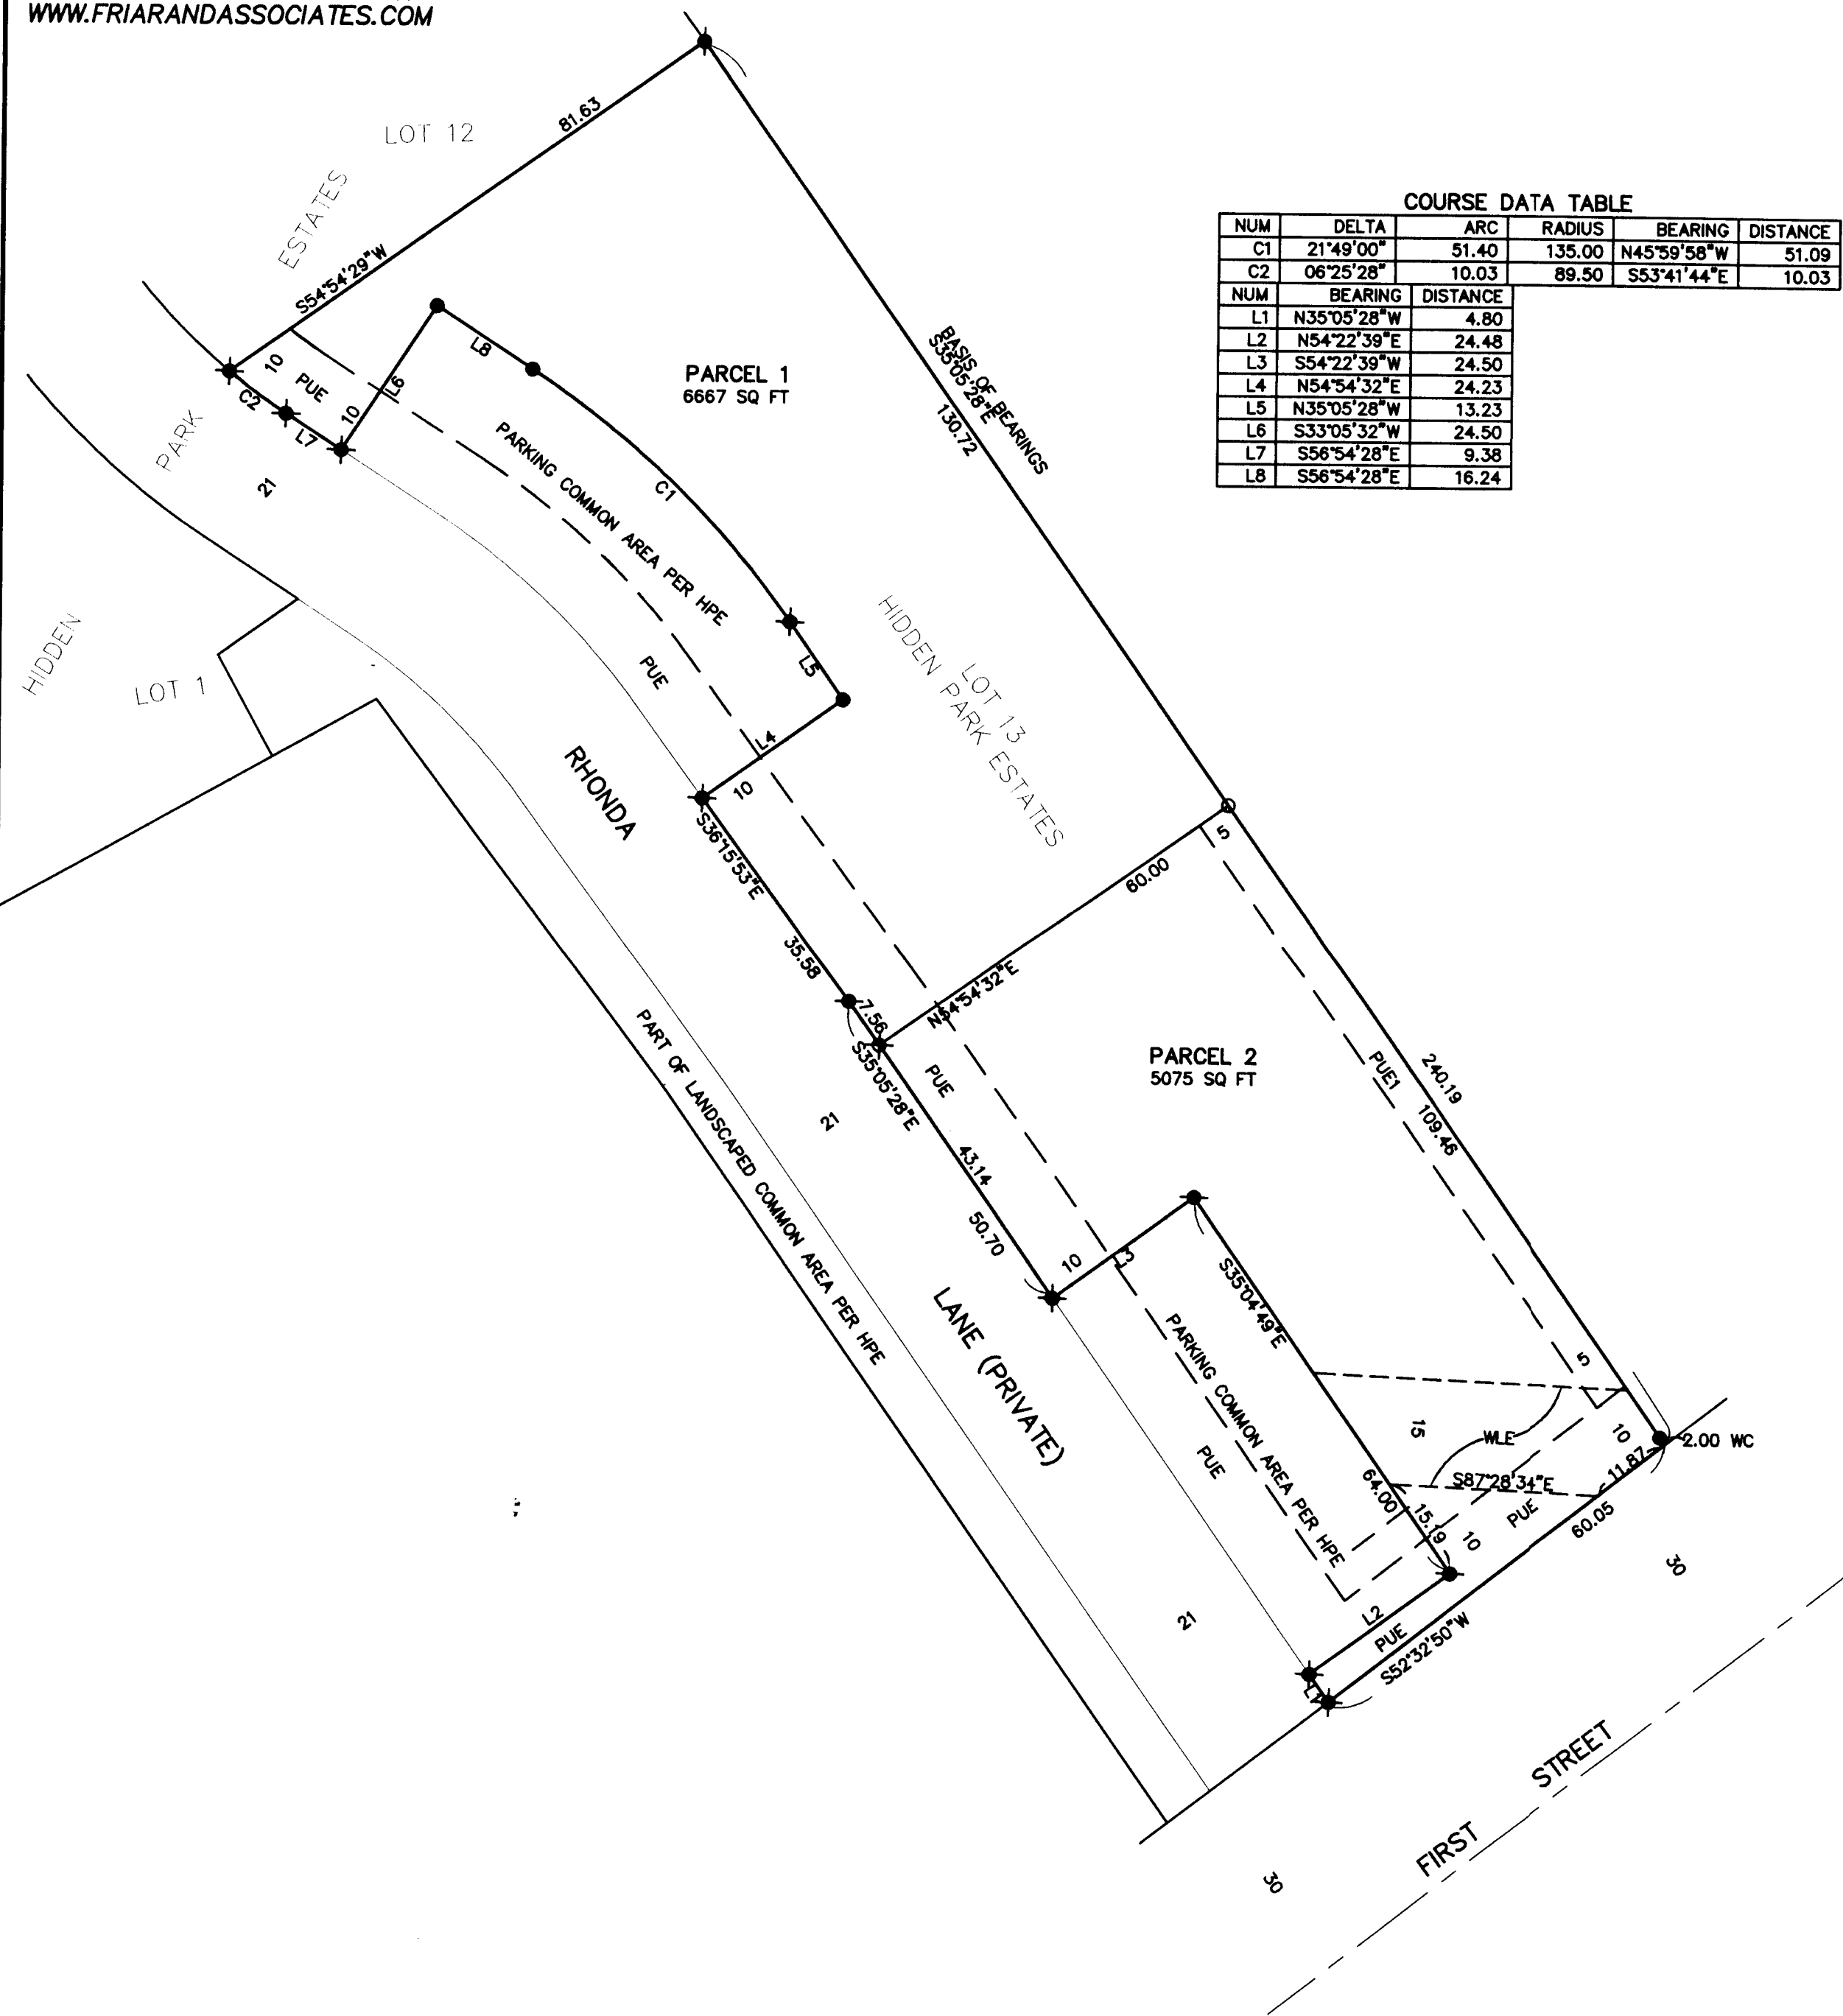 WWW.FRIARANDASSOCIATES.COM
LOT 12
81.63
ESTATES
S54°54'29"W
COURSE DATA TABLE
NUM DELTA ARC RADIUS BEARING DISTANCE
C1 21°49'00" 51.40 135.00 N45°59'58"W 51.09
C2 06°25'28" 10.03 89.50 S53°41'44"E 10.03
NUM BEARING DISTANCE
L1 N35°05'28"W 4.80
L2 N54°22'39"E 24.48
L3 S54°22'39"W 24.50
L4 N54°54'32"E 24.23
L5 N35°05'28"W 13.23
L6 S33°05'32"W 24.50
L7 S56°54'28"E 9.38
L8 S56°54'28"E 16.24
BASIS OF BEARINGS
S35°05'28"E
130.72
L8
PARCEL 1
6667 SQ FT
10
PUE
L6
C2
10
L7
PARK
21
PARKING COMMON AREA PER HPE
C1
HIDDEN
LOT 1
PUE
L5
LOT 13
HIDDEN PARK ESTATES
L4
10
RHONDA
S36°15'53"E
35.58
5
60.00
N54°54'32"E
7.56
S35°05'28"E
PUE
PARCEL 2
5075 SQ FT
PUE1
240.19
109.46
PART OF LANDSCAPED COMMON AREA PER HPE
21
43.14
50.70
10
L3
S35°04'49"E
LANE (PRIVATE)
PARKING COMMON AREA PER HPE
PUE
5
15
WLE
10
2.00 WC
11.87
S87°28'34"E
64.00
15.19
10
PUE
60.05
30
21
L2
PUE
S52°32'50"W
L1
STREET
FIRST
30